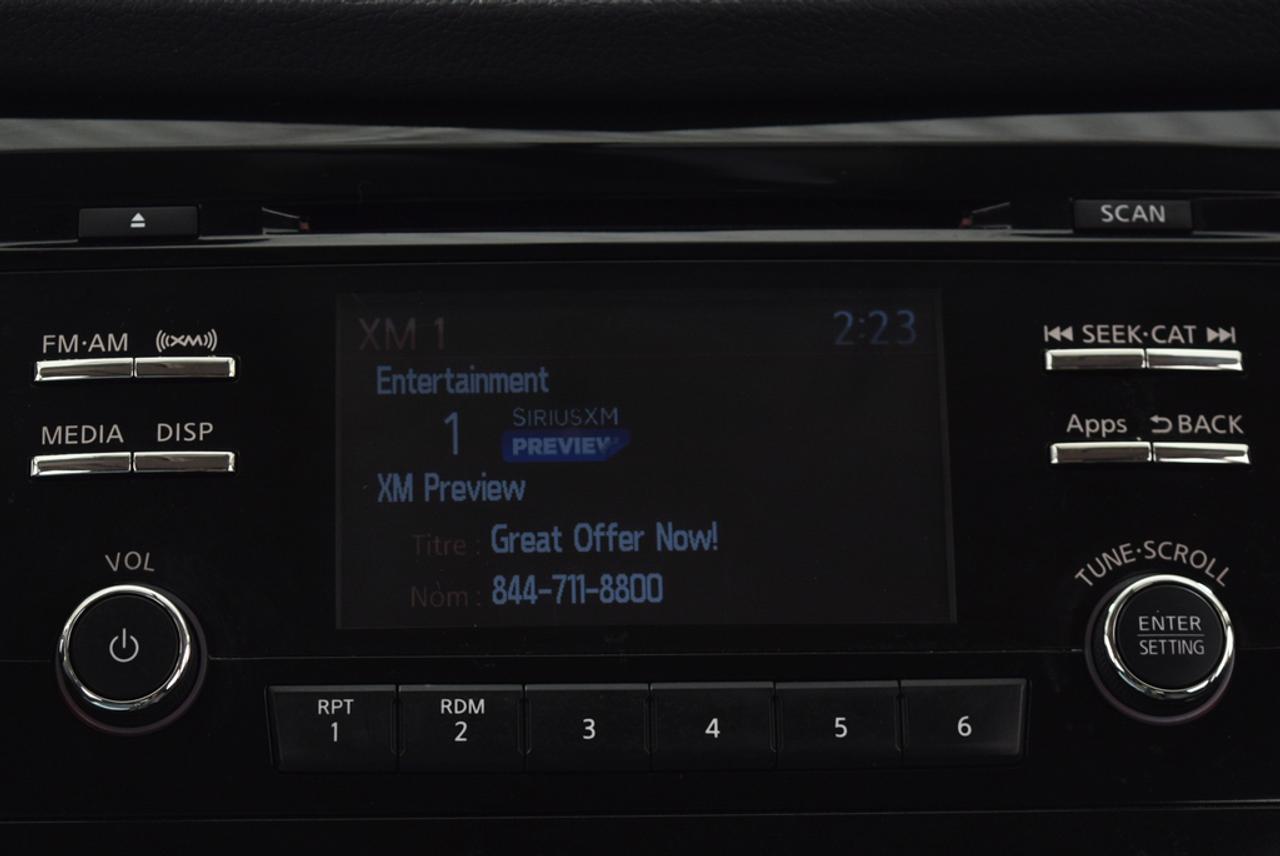 SCAN
FM·AM
XM
MEDIA DISP
XM 1 2:23
Entertainment
1 SIRIUSXM
PREVIEW
XM Preview
Titre : Great Offer Now!
Nom : 844-711-8800
SEEK·CAT
Apps BACK
VOL
TUNE·SCROLL
ENTER
SETTING
RPT RDM
1 2 3 4 5 6